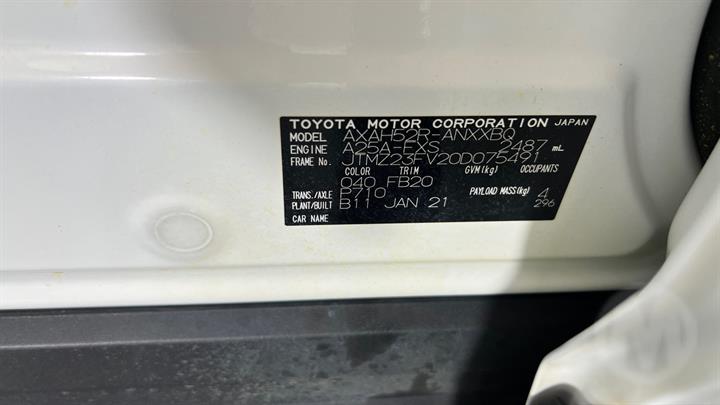 TOYOTA MOTOR CORPORATION JAPAN
MODEL AXAH52R-ANXXBQ
ENGINE A25A-FXS 2487 mL
FRAME No. JTMZ23FV20D075491
COLOR TRIM GVM(kg) OCCUPANTS
040 FB20
TRANS./AXLE P710 PAYLOAD MASS(kg) 4
PLANT/BUILT B11 JAN 21 296
CAR NAME